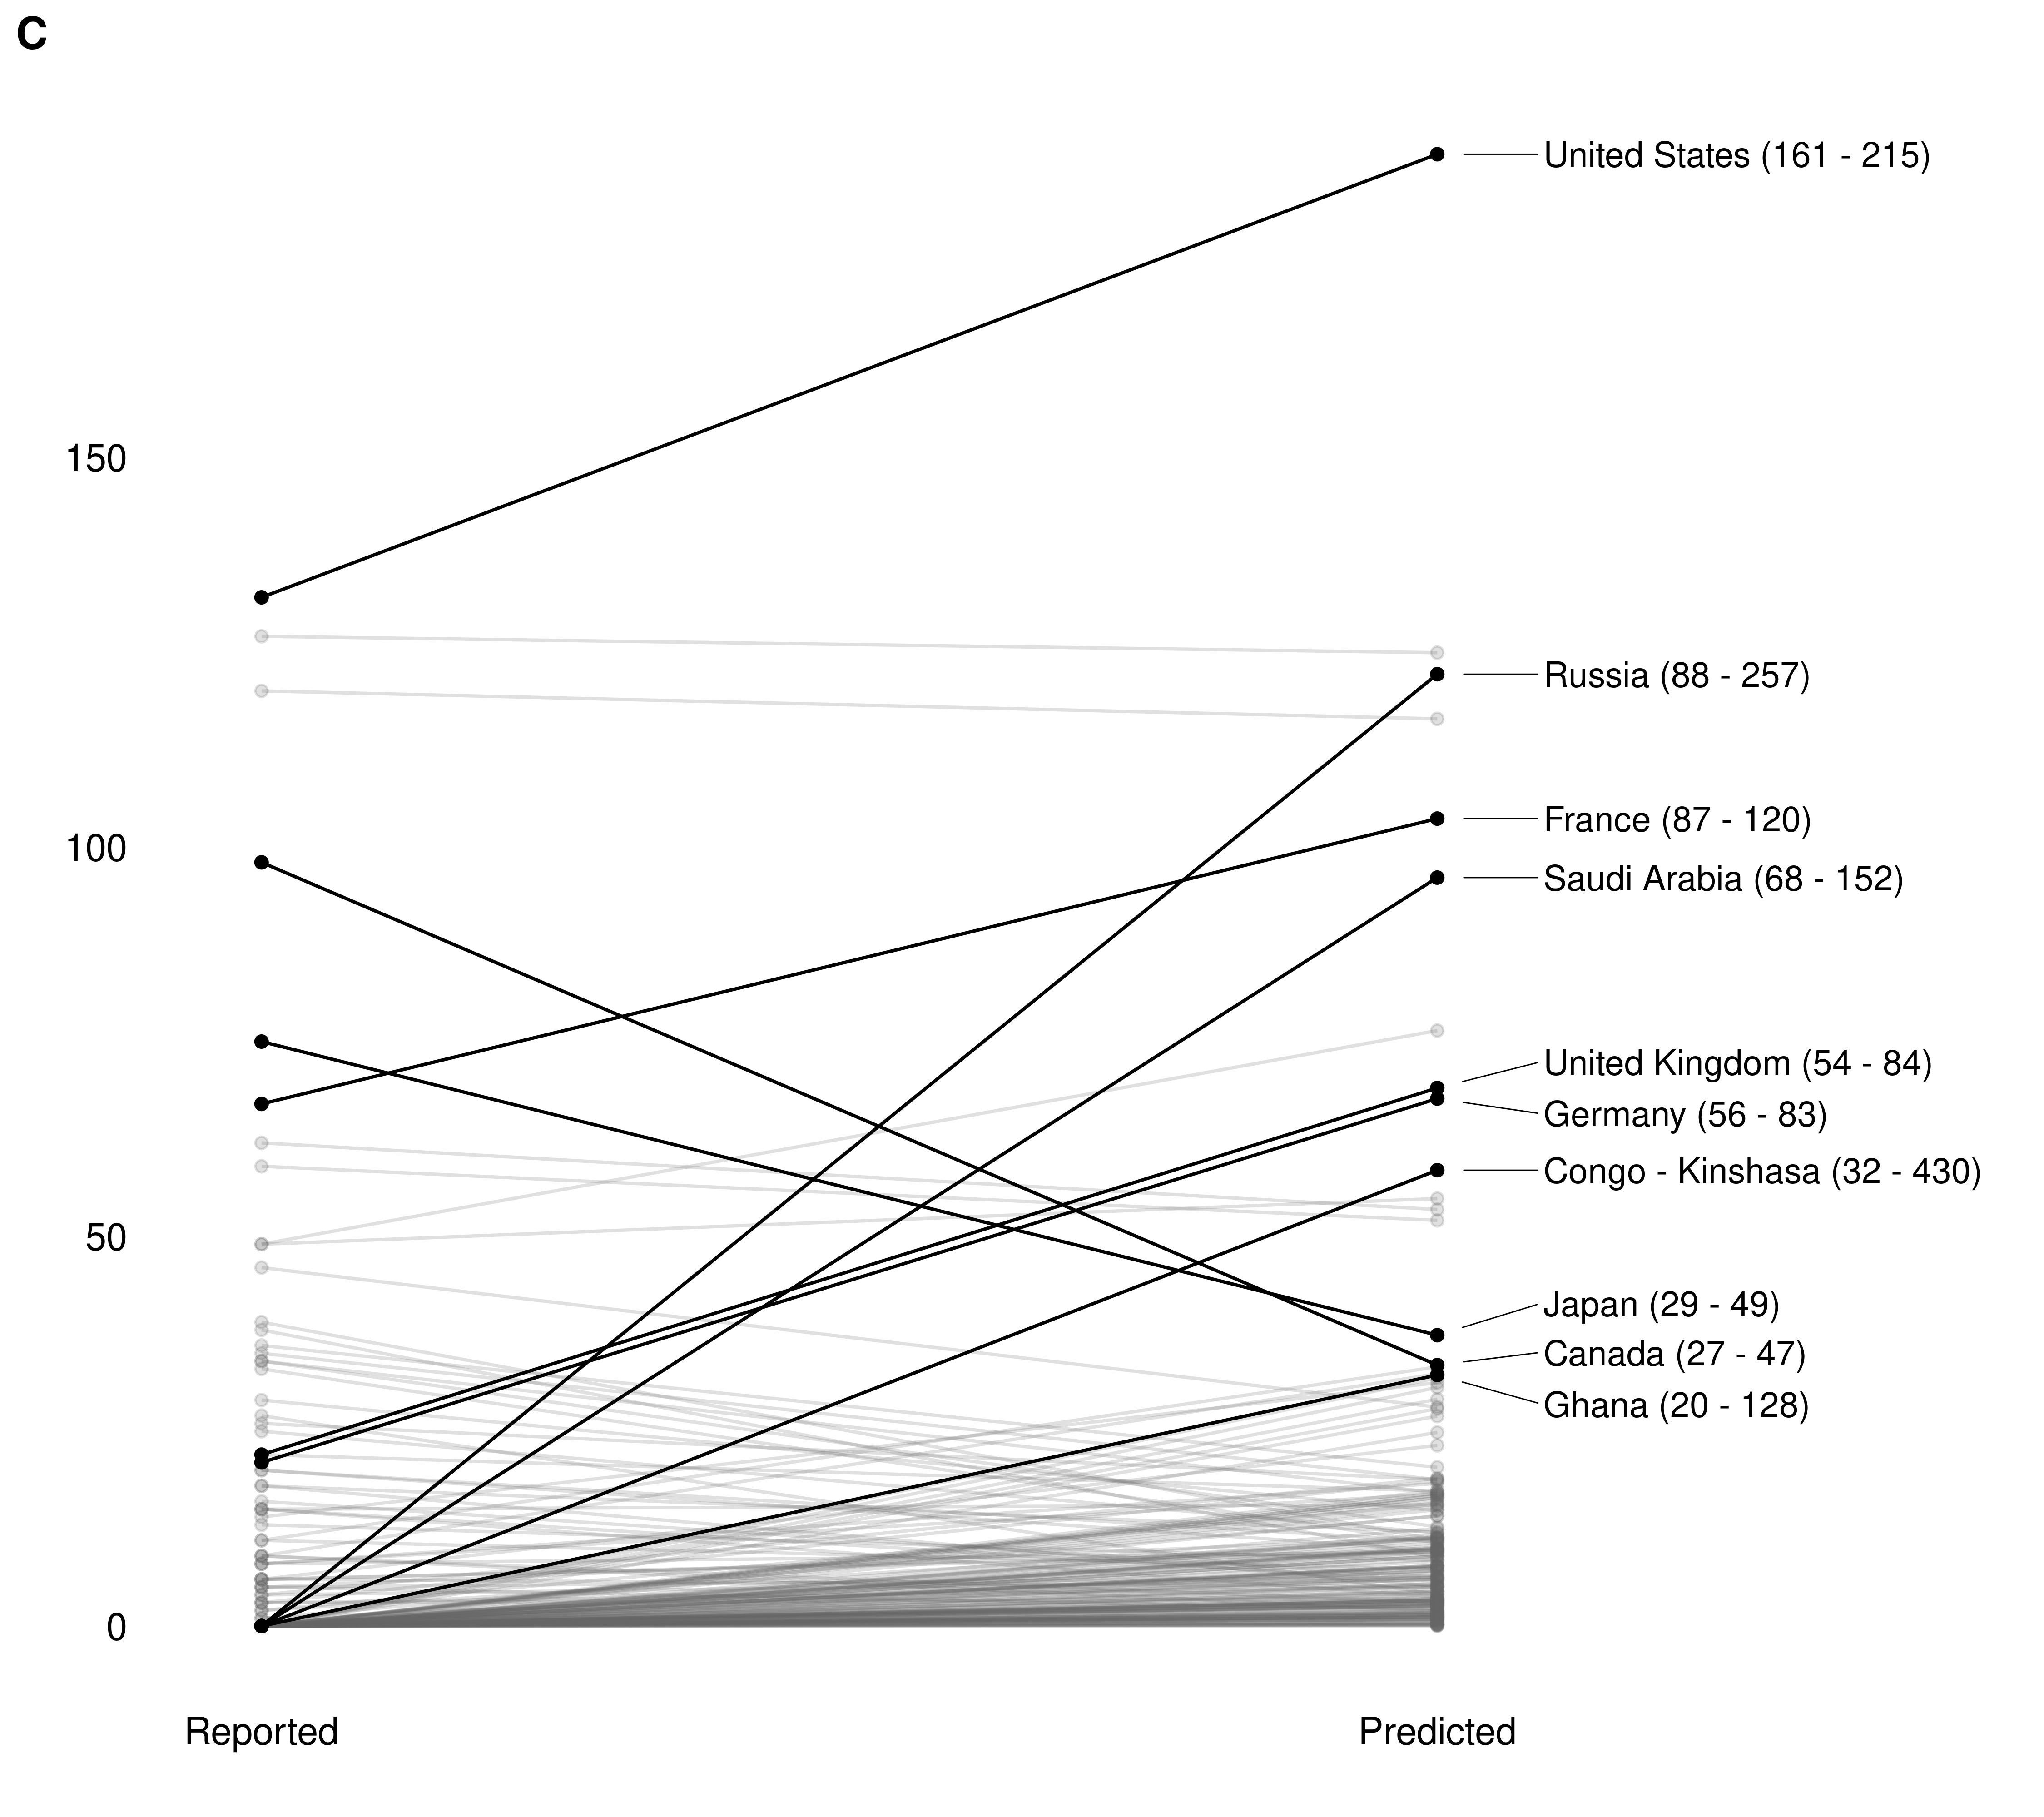 C
United States (161 - 215)
150
Russia (88 - 257)
France (87 - 120)
100
Saudi Arabia (68 - 152)
United Kingdom (54 - 84)
Germany (56 - 83)
Congo - Kinshasa (32 - 430)
50
Japan (29 - 49)
Canada (27 - 47)
Ghana (20 - 128)
0
Reported Predicted